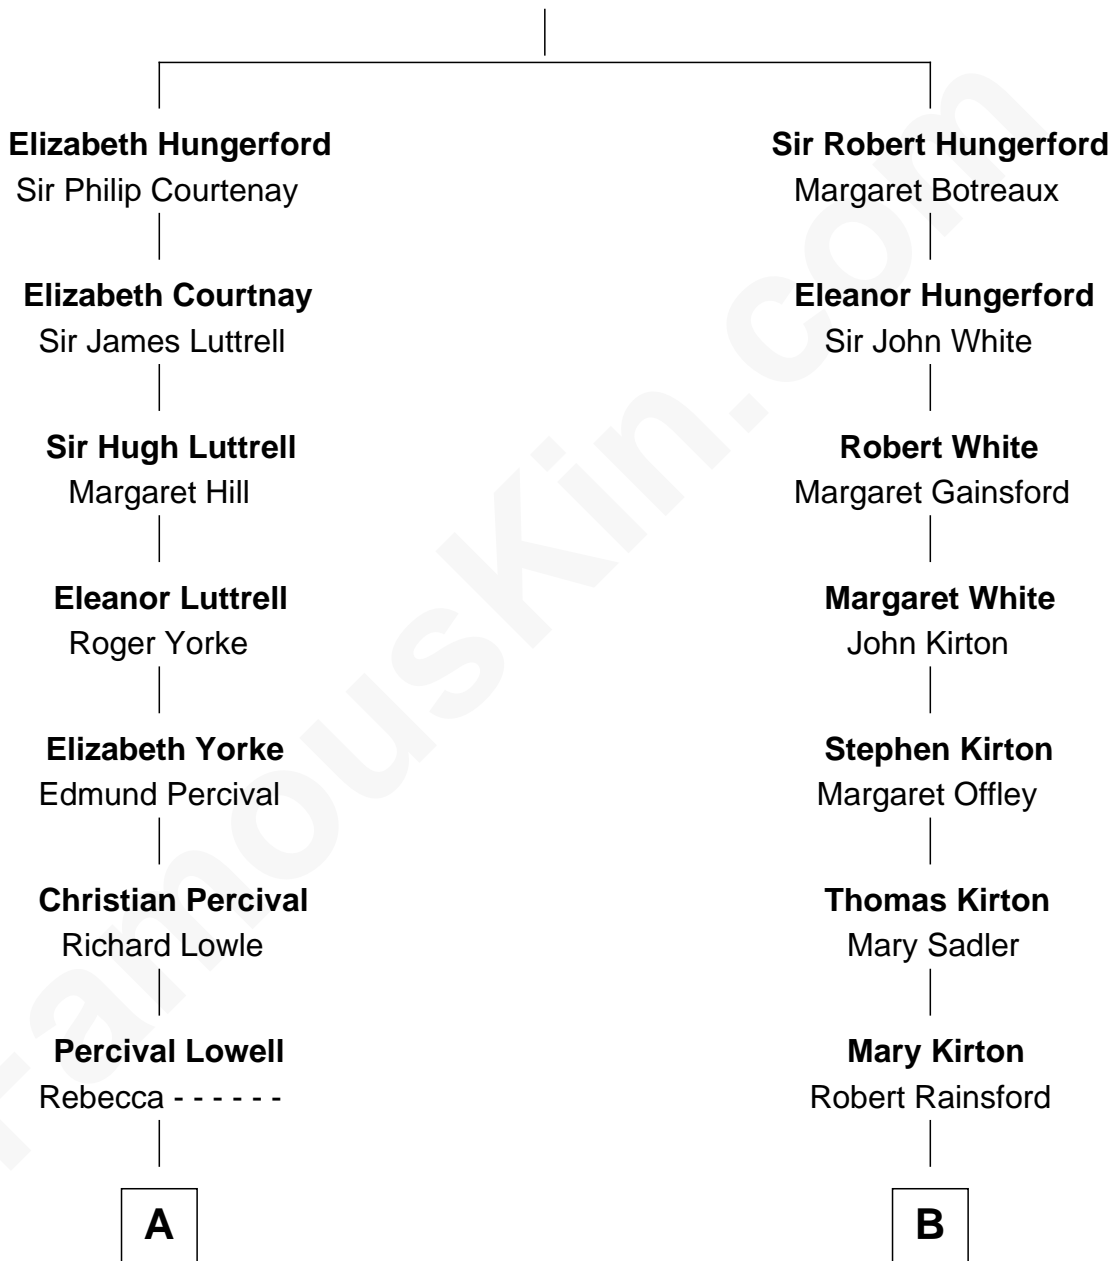 Elizabeth Hungerford
Sir Philip Courtenay
Elizabeth Courtnay
Sir James Luttrell
Sir Hugh Luttrell
Margaret Hill
Eleanor Luttrell
Roger Yorke
Elizabeth Yorke
Edmund Percival
Christian Percival
Richard Lowle
Percival Lowell
Rebecca - - - - - -
A
Sir Robert Hungerford
Margaret Botreaux
Eleanor Hungerford
Sir John White
Robert White
Margaret Gainsford
Margaret White
John Kirton
Stephen Kirton
Margaret Offley
Thomas Kirton
Mary Sadler
Mary Kirton
Robert Rainsford
B
FamousKin.com